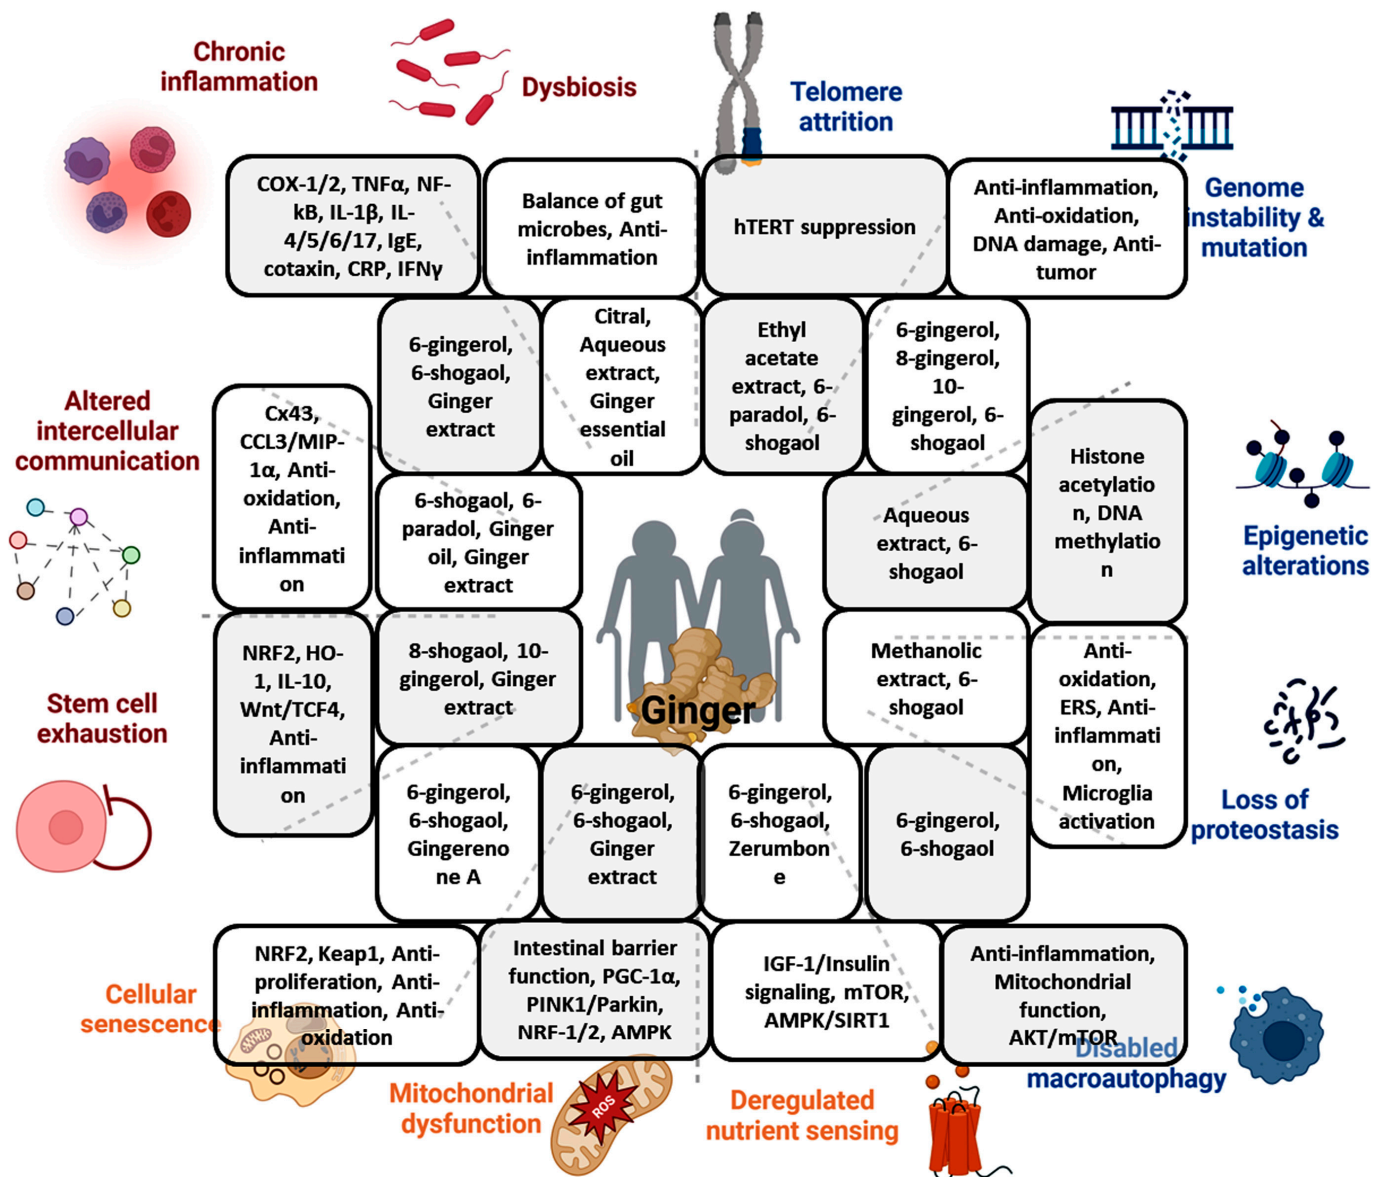 Chronic
inflammation
Dysbiosis
Telomere
attrition
Genome
instability &
mutation
COX-1/2, TNFα, NF-
kB, IL-1β, IL-
4/5/6/17, IgE,
cotaxin, CRP, IFNγ
Balance of gut
microbes, Anti-
inflammation
hTERT suppression
Anti-inflammation,
Anti-oxidation,
DNA damage, Anti-
tumor
6-gingerol,
6-shogaol,
Ginger
extract
Citral,
Aqueous
extract,
Ginger
essential
oil
Ethyl
acetate
extract, 6-
paradol, 6-
shogaol
6-gingerol,
8-gingerol,
10-
gingerol, 6-
shogaol
Altered
intercellular
communication
Cx43,
CCL3/MIP-
1α, Anti-
oxidation,
Anti-
inflammati
on
6-shogaol, 6-
paradol, Ginger
oil, Ginger
extract
Aqueous
extract, 6-
shogaol
Histone
acetylatio
n, DNA
methylatio
n
Epigenetic
alterations
Stem cell
exhaustion
NRF2, HO-
1, IL-10,
Wnt/TCF4,
Anti-
inflammati
on
8-shogaol, 10-
gingerol, Ginger
extract
Ginger
Methanolic
extract, 6-
shogaol
Anti-
oxidation,
ERS, Anti-
inflammati
on,
Microglia
activation
Loss of
proteostasis
6-gingerol,
6-shogaol,
Gingereno
ne A
6-gingerol,
6-shogaol,
Ginger
extract
6-gingerol,
6-shogaol,
Zerumbon
e
6-gingerol,
6-shogaol
Cellular
senescence
NRF2, Keap1, Anti-
proliferation, Anti-
inflammation, Anti-
oxidation
Intestinal barrier
function, PGC-1α,
PINK1/Parkin,
NRF-1/2, AMPK
IGF-1/Insulin
signaling, mTOR,
AMPK/SIRT1
Anti-inflammation,
Mitochondrial
function,
AKT/mTOR
Disabled
macroautophagy
Mitochondrial
dysfunction
ROS
Deregulated
nutrient sensing